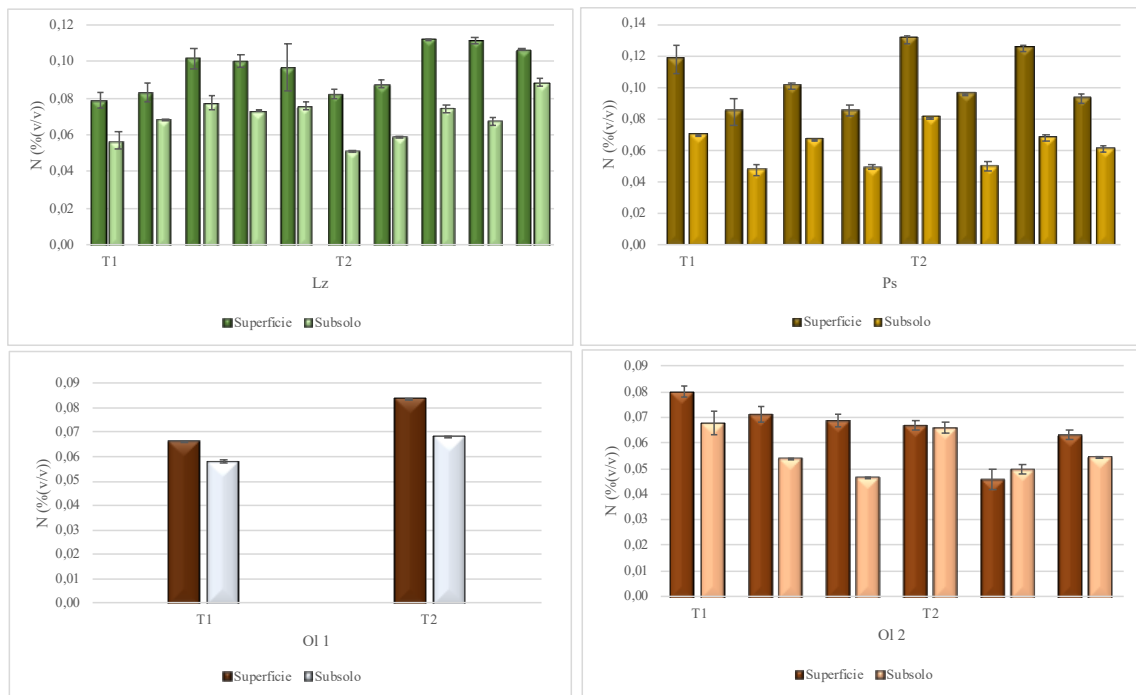 N (%(v/v))
0,12
0,10
0,08
0,06
0,04
0,02
0,00
T1 T2
Lz
Superficie Subsolo
N (%(v/v))
0,14
0,12
0,10
0,08
0,06
0,04
0,02
0,00
T1 T2
Ps
Superficie Subsolo
N (%(v/v))
0,09
0,08
0,07
0,06
0,05
0,04
0,03
0,02
0,01
0,00
T1 T2
Ol 1
Superficie Subsolo
N (%(v/v))
0,09
0,08
0,07
0,06
0,05
0,04
0,03
0,02
0,01
0,00
T1 T2
Ol 2
Superficie Subsolo